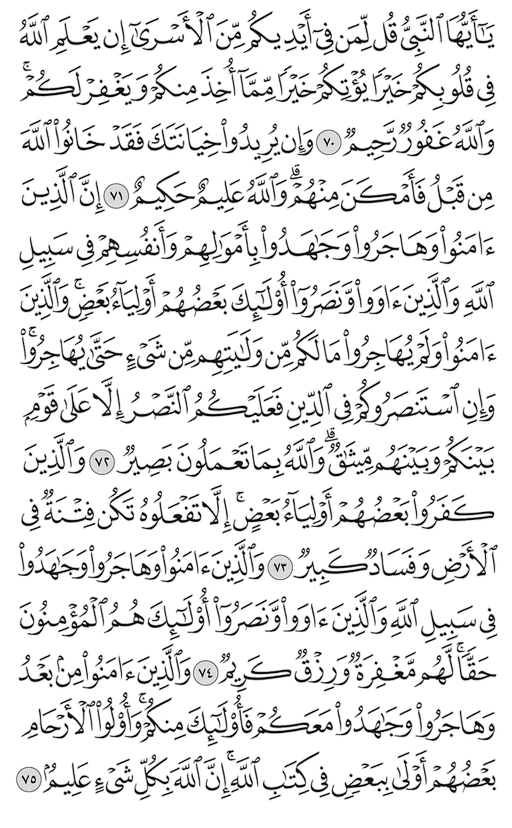 يَـٰٓأَيُّهَا ٱلنَّبِىُّ قُل لِّمَن فِىٓ أَيْدِيكُم مِّنَ ٱلْأَسْرَىٰٓ إِن يَعْلَمِ ٱللَّهُ
فِى قُلُوبِكُمْ خَيْرًا يُؤْتِكُمْ خَيْرًا مِّمَّآ أُخِذَ مِنكُمْ وَيَغْفِرْ لَكُمْ ۗ
وَٱللَّهُ غَفُورٌ رَّحِيمٌ ٧٠ وَإِن يُرِيدُوا۟ خِيَانَتَكَ فَقَدْ خَانُوا۟ ٱللَّهَ
مِن قَبْلُ فَأَمْكَنَ مِنْهُمْ ۗ وَٱللَّهُ عَلِيمٌ حَكِيمٌ ٧١ إِنَّ ٱلَّذِينَ
ءَامَنُوا۟ وَهَاجَرُوا۟ وَجَـٰهَدُوا۟ بِأَمْوَٰلِهِمْ وَأَنفُسِهِمْ فِى سَبِيلِ
ٱللَّهِ وَٱلَّذِينَ ءَاوَوا۟ وَّنَصَرُوٓا۟ أُو۟لَـٰٓئِكَ بَعْضُهُمْ أَوْلِيَآءُ بَعْضٍ ۚ وَٱلَّذِينَ
ءَامَنُوا۟ وَلَمْ يُهَاجِرُوا۟ مَا لَكُم مِّن وَلَـٰيَتِهِم مِّن شَىْءٍ حَتَّىٰ يُهَاجِرُوا۟ ۚ
وَإِنِ ٱسْتَنصَرُوكُمْ فِى ٱلدِّينِ فَعَلَيْكُمُ ٱلنَّصْرُ إِلَّا عَلَىٰ قَوْمٍۭ
بَيْنَكُمْ وَبَيْنَهُم مِّيثَـٰقٌ ۗ وَٱللَّهُ بِمَا تَعْمَلُونَ بَصِيرٌ ٧٢ وَٱلَّذِينَ
كَفَرُوا۟ بَعْضُهُمْ أَوْلِيَآءُ بَعْضٍ ۚ إِلَّا تَفْعَلُوهُ تَكُن فِتْنَةٌ فِى
ٱلْأَرْضِ وَفَسَادٌ كَبِيرٌ ٧٣ وَٱلَّذِينَ ءَامَنُوا۟ وَهَاجَرُوا۟ وَجَـٰهَدُوا۟
فِى سَبِيلِ ٱللَّهِ وَٱلَّذِينَ ءَاوَوا۟ وَّنَصَرُوٓا۟ أُو۟لَـٰٓئِكَ هُمُ ٱلْمُؤْمِنُونَ
حَقًّا ۚ لَّهُم مَّغْفِرَةٌ وَرِزْقٌ كَرِيمٌ ٧٤ وَٱلَّذِينَ ءَامَنُوا۟ مِنۢ بَعْدُ
وَهَاجَرُوا۟ وَجَـٰهَدُوا۟ مَعَكُمْ فَأُو۟لَـٰٓئِكَ مِنكُمْ ۚ وَأُو۟لُوا۟ ٱلْأَرْحَامِ
بَعْضُهُمْ أَوْلَىٰ بِبَعْضٍ فِى كِتَـٰبِ ٱللَّهِ ۗ إِنَّ ٱللَّهَ بِكُلِّ شَىْءٍ عَلِيمٌۢ ٧٥